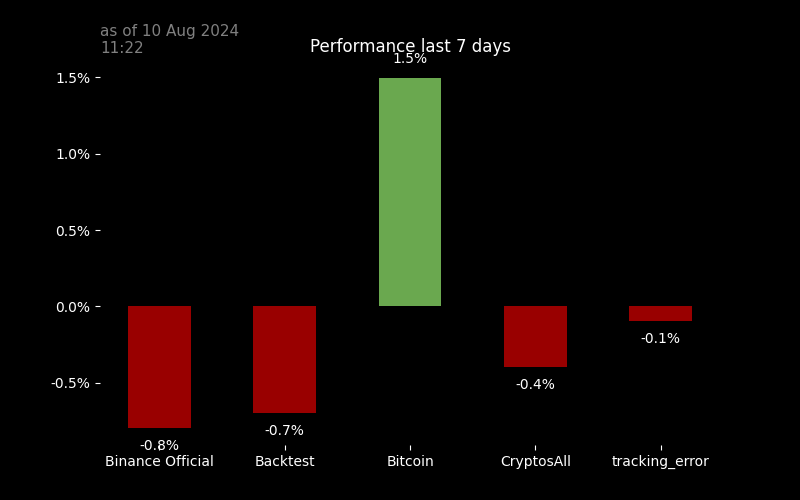 as of 10 Aug 2024
11:22
Performance last 7 days
1.5%
1.5%
1.0%
0.5%
0.0%
-0.1%
-0.5%
-0.4%
-0.7%
-0.8%
Binance Official
Backtest
Bitcoin
CryptosAll
tracking_error